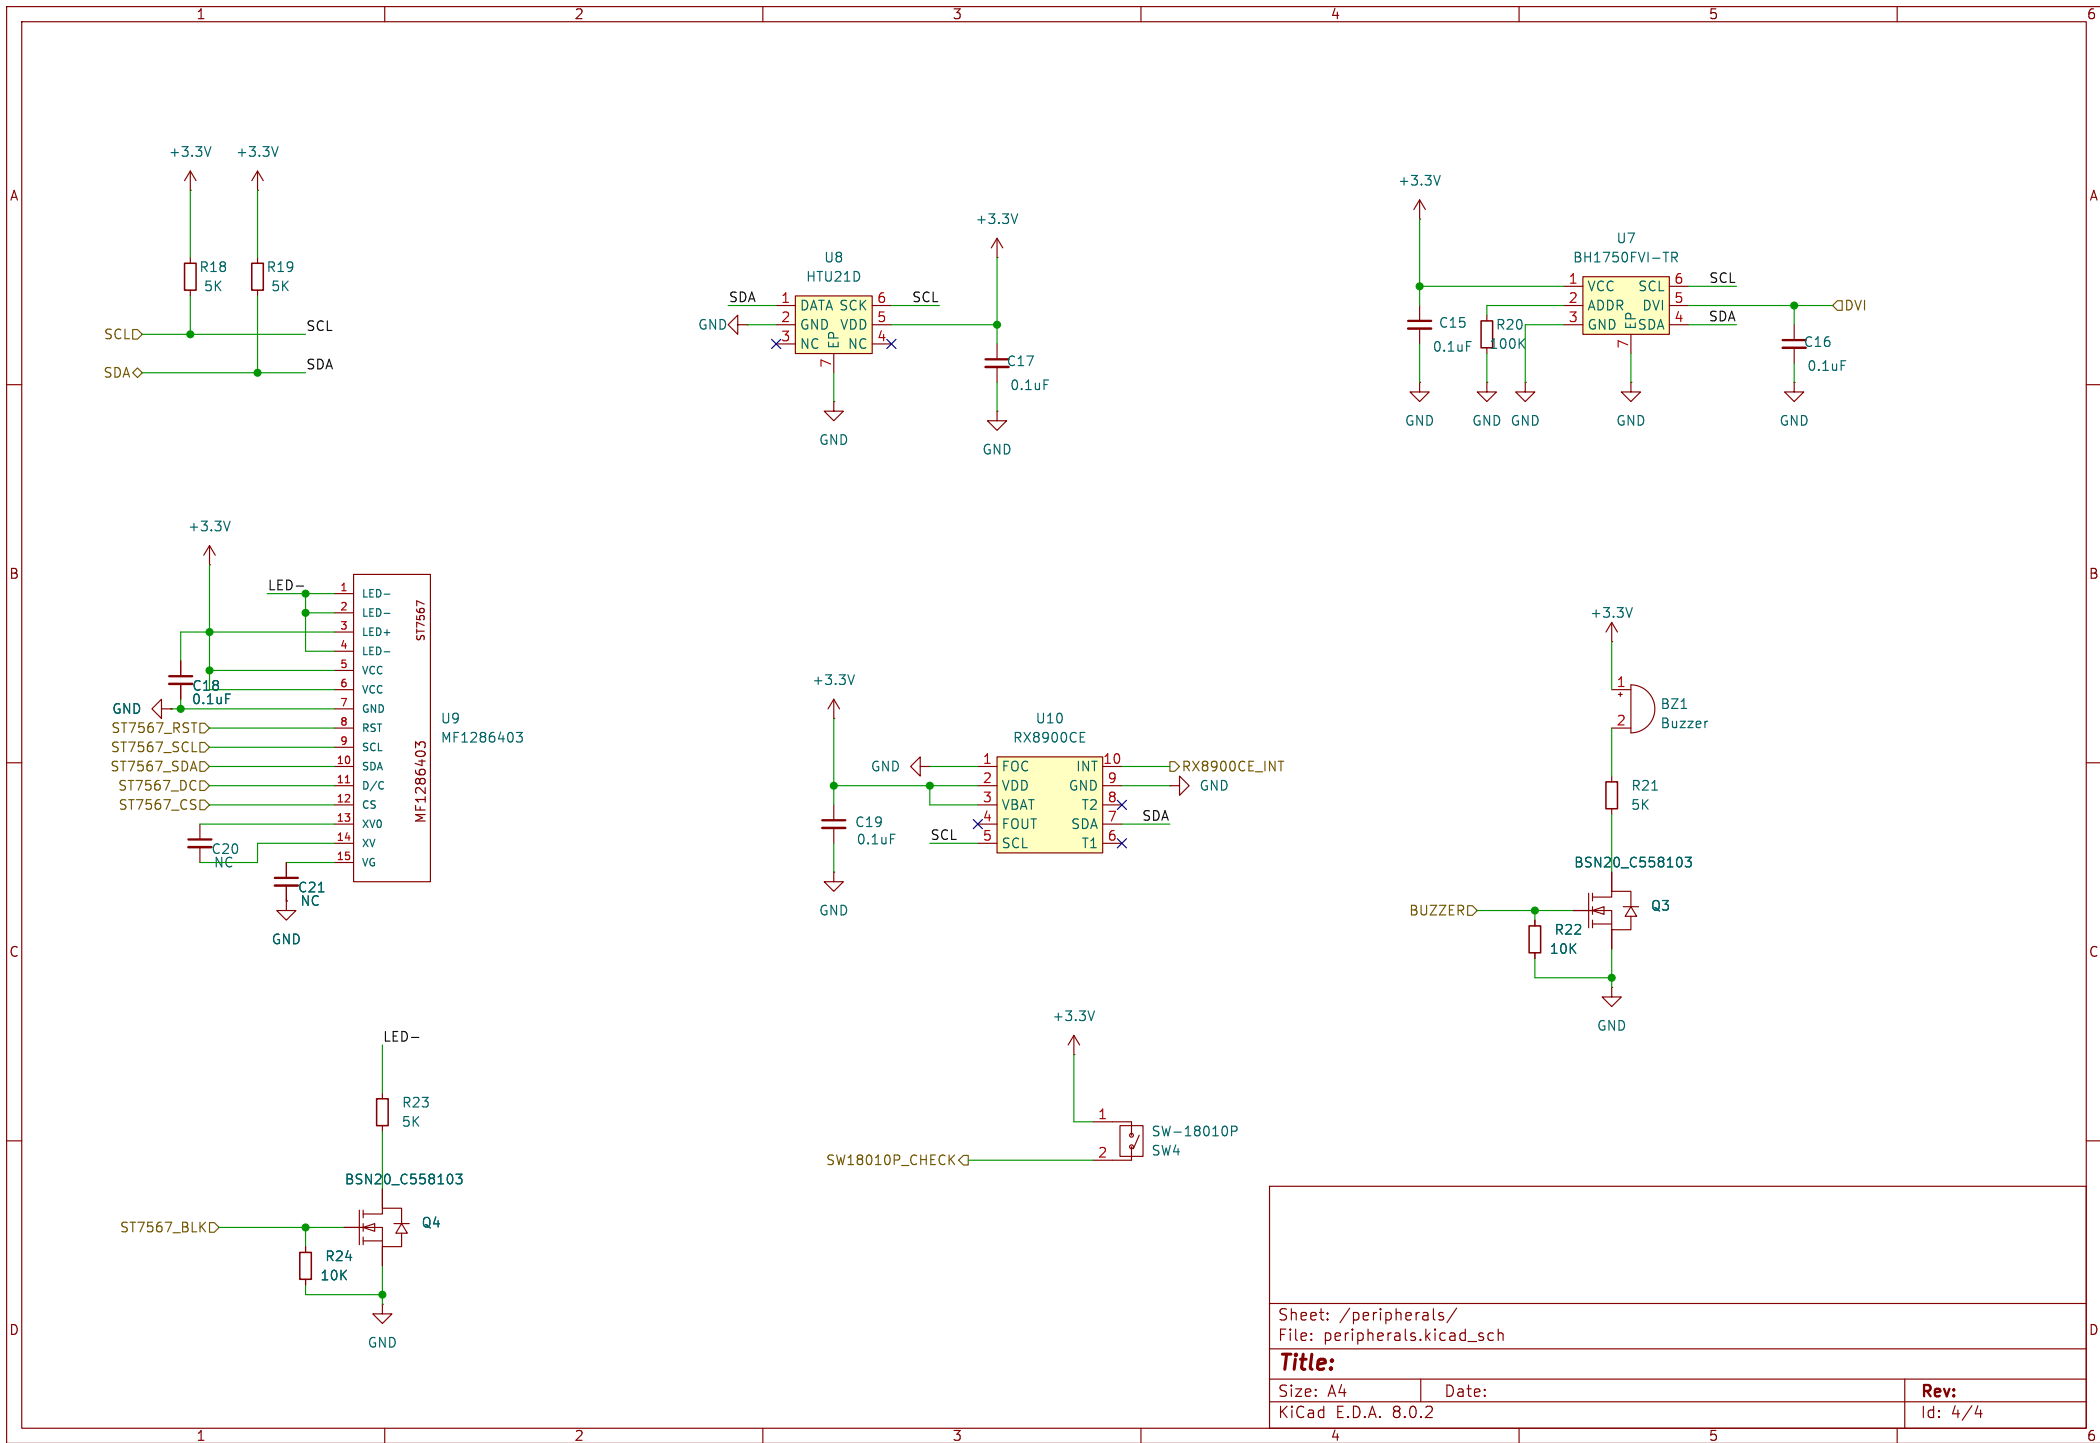 1 2 3 4 5 6
A
B
C
D
A
B
C
D
1 2 3 4 5 6
+3.3V +3.3V
R18
5K
R19
5K
SCL SCL
SDA SDA
U8
HTU21D
+3.3V
SDA 1 DATA SCK 6 SCL
GND 2 GND VDD 5
3 NC EP NC 4
7
GND
C17
0.1uF
GND
+3.3V
U7
BH1750FVI-TR
1 VCC SCL 6 SCL
2 ADDR DVI 5 DVI
3 GND EP SDA 4 SDA
7
C15
0.1uF
R20
100K
C16
0.1uF
GND GND GND GND GND
+3.3V
LED- 1 LED-
2 LED-
3 LED+
4 LED-
5 VCC
6 VCC
GND 7 GND
ST7567_RST 8 RST
ST7567_SCL 9 SCL
ST7567_SDA 10 SDA
ST7567_DC 11 D/C
ST7567_CS 12 CS
13 XV0
14 XV
15 VG
ST7567
MF1286403
U9
MF1286403
C18
0.1uF
C20
NC
C21
NC
GND
+3.3V
U10
RX8900CE
GND 1 FOC INT 10 RX8900CE_INT
2 VDD GND 9 GND
3 VBAT T2 8
4 FOUT SDA 7 SDA
SCL 5 SCL T1 6
C19
0.1uF
GND
+3.3V
1
+
2
BZ1
Buzzer
R21
5K
BSN20_C558103
BUZZER
Q3
R22
10K
GND
LED-
R23
5K
BSN20_C558103
ST7567_BLK
Q4
R24
10K
GND
+3.3V
1
2
SW-18010P
SW4
SW18010P_CHECK
Sheet: /peripherals/
File: peripherals.kicad_sch
Title:
Size: A4 Date: Rev:
KiCad E.D.A. 8.0.2 Id: 4/4